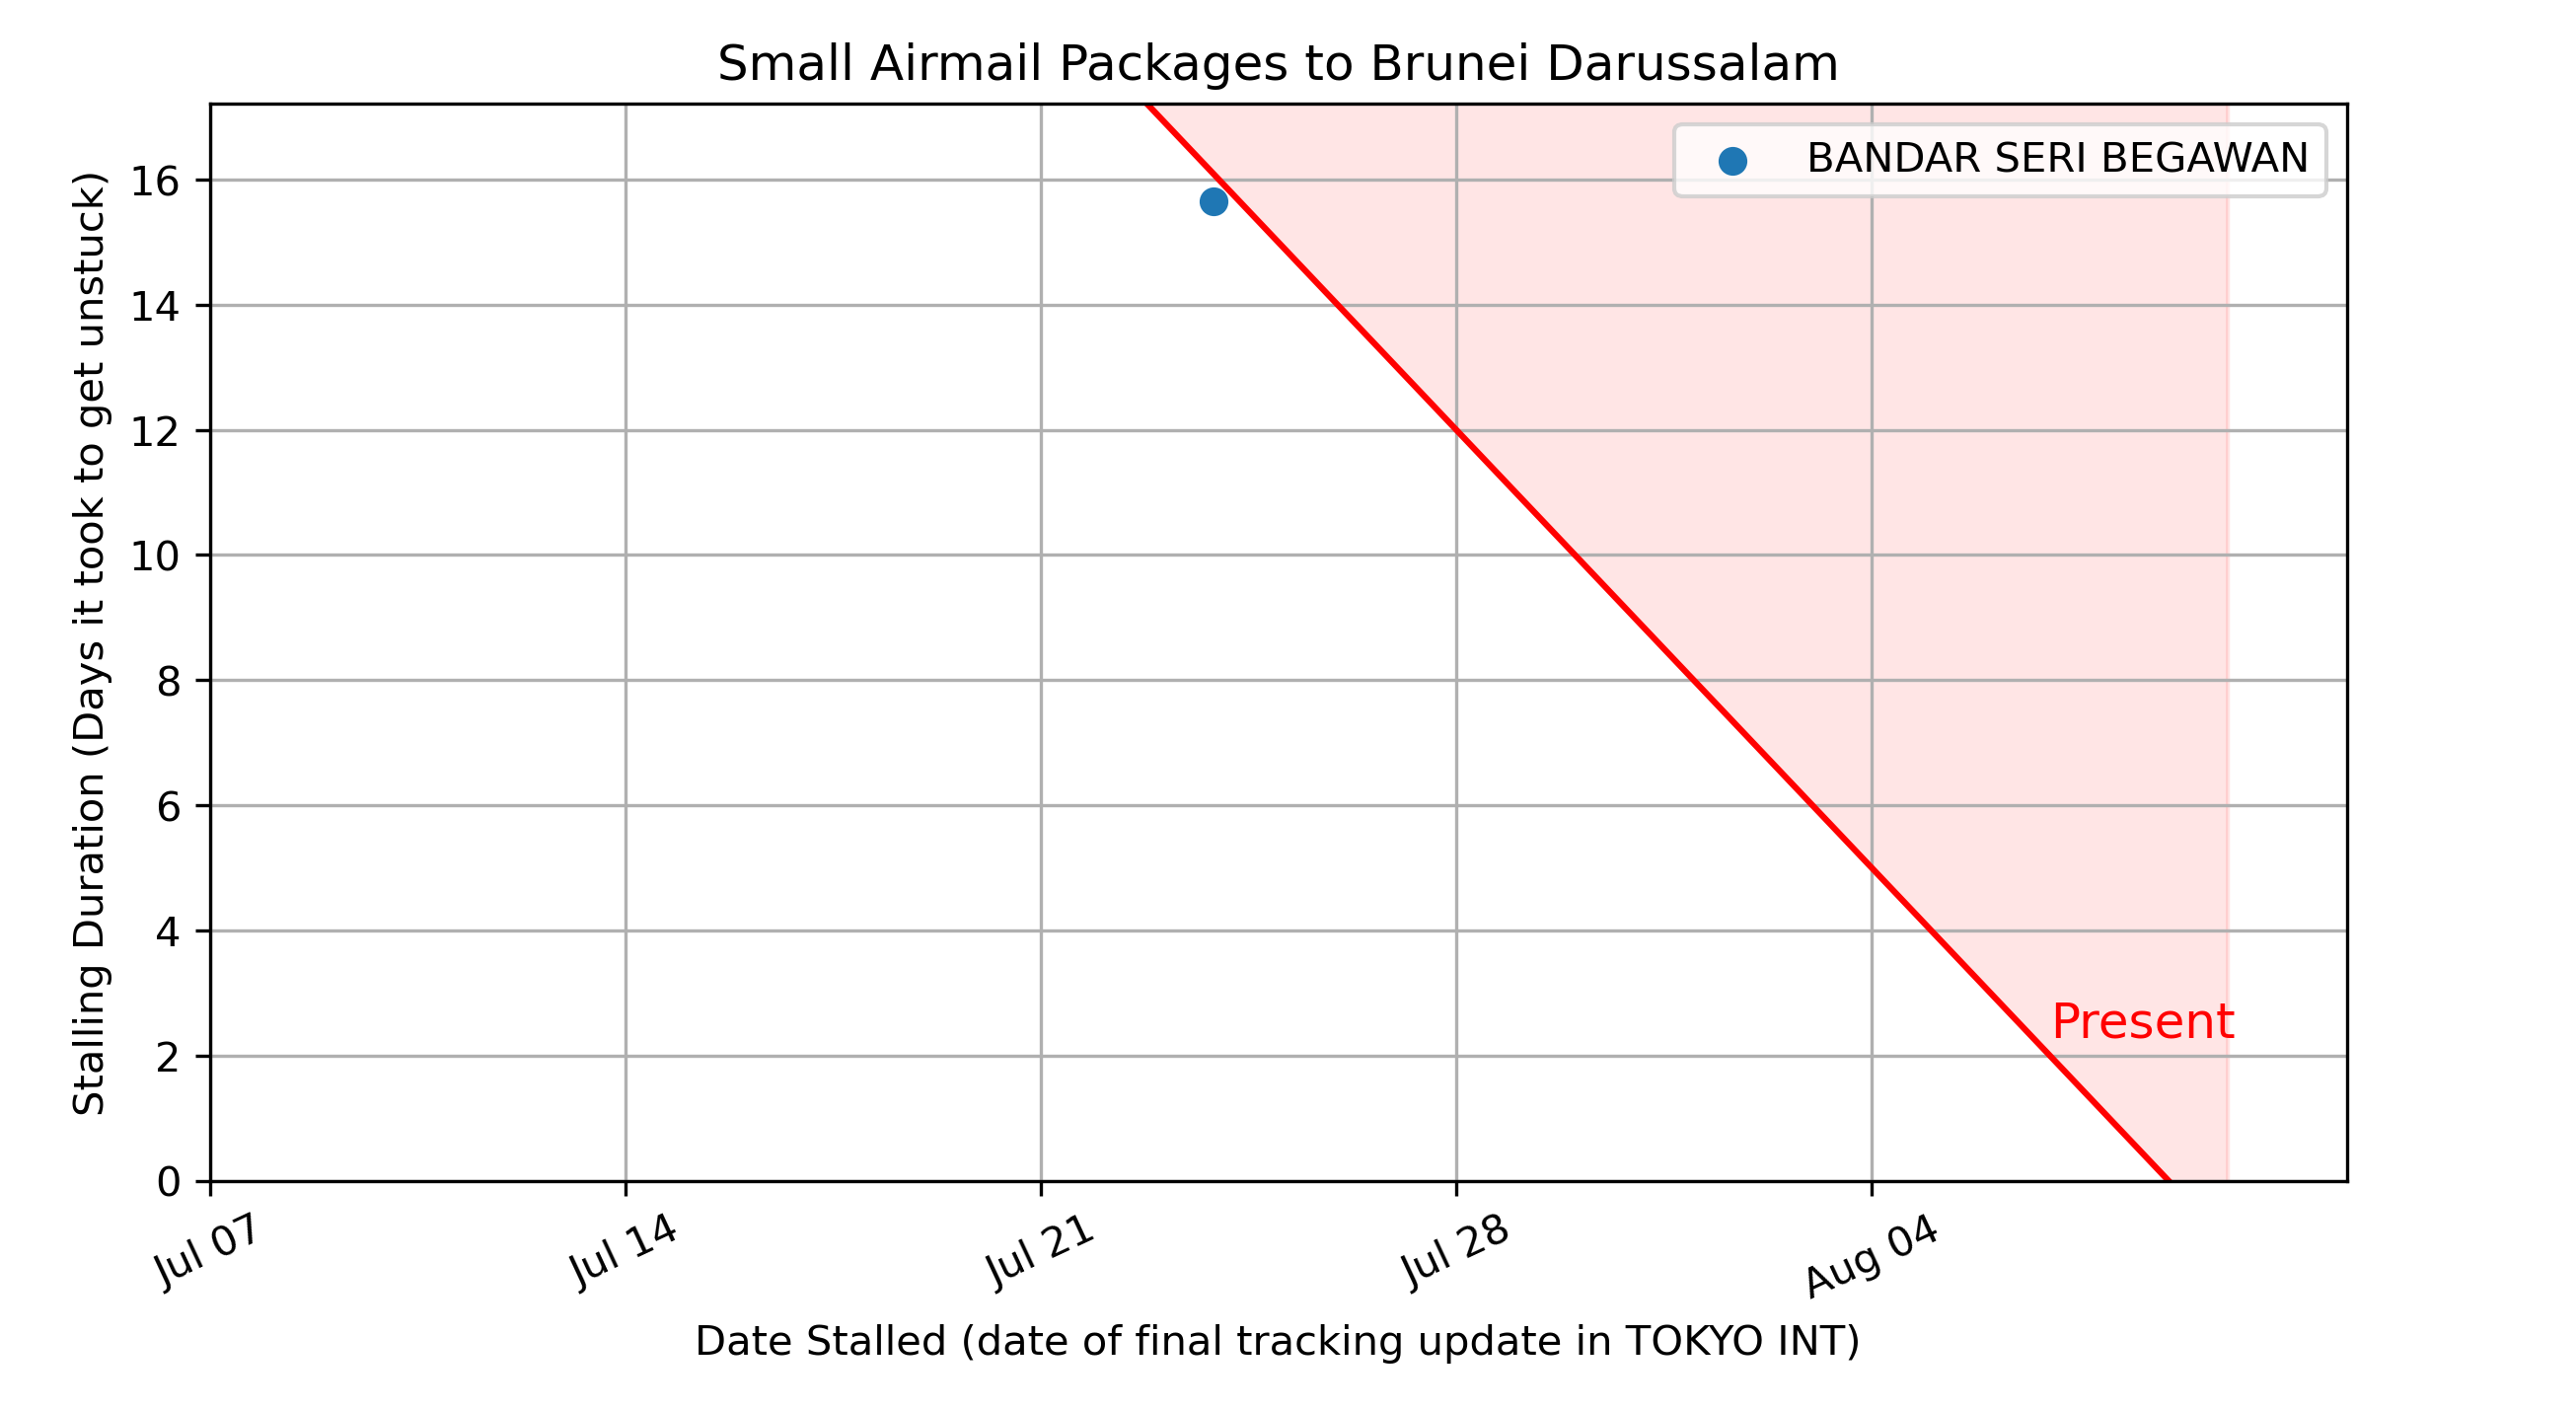 Small Airmail Packages to Brunei Darussalam
BANDAR SERI BEGAWAN
Stalling Duration (Days it took to get unstuck)
16
14
12
10
8
6
4
2
0
Present
Jul 07
Jul 14
Jul 21
Jul 28
Aug 04
Date Stalled (date of final tracking update in TOKYO INT)